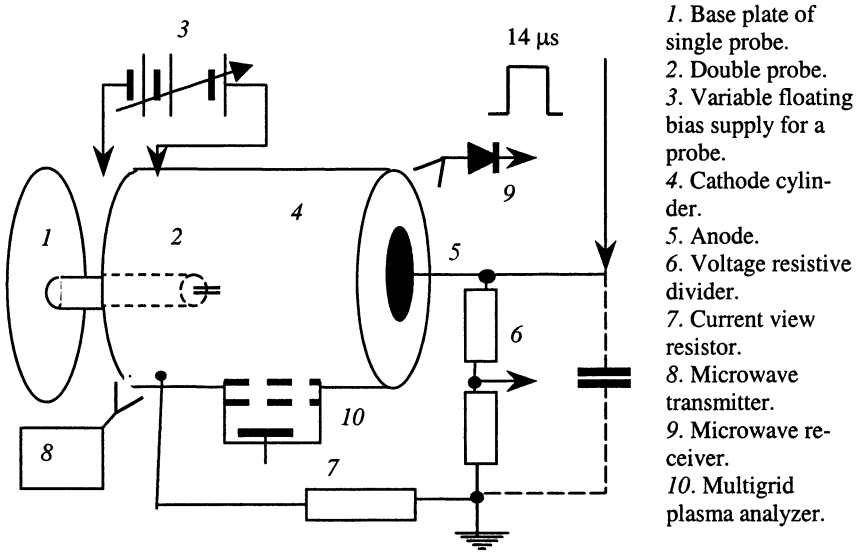 3
14 µs
1
2
4
5
9
6
10
8
7
1. Base plate of
single probe.
2. Double probe.
3. Variable floating
bias supply for a
probe.
4. Cathode cylin-
der.
5. Anode.
6. Voltage resistive
divider.
7. Current view
resistor.
8. Microwave
transmitter.
9. Microwave re-
ceiver.
10. Multigrid
plasma analyzer.